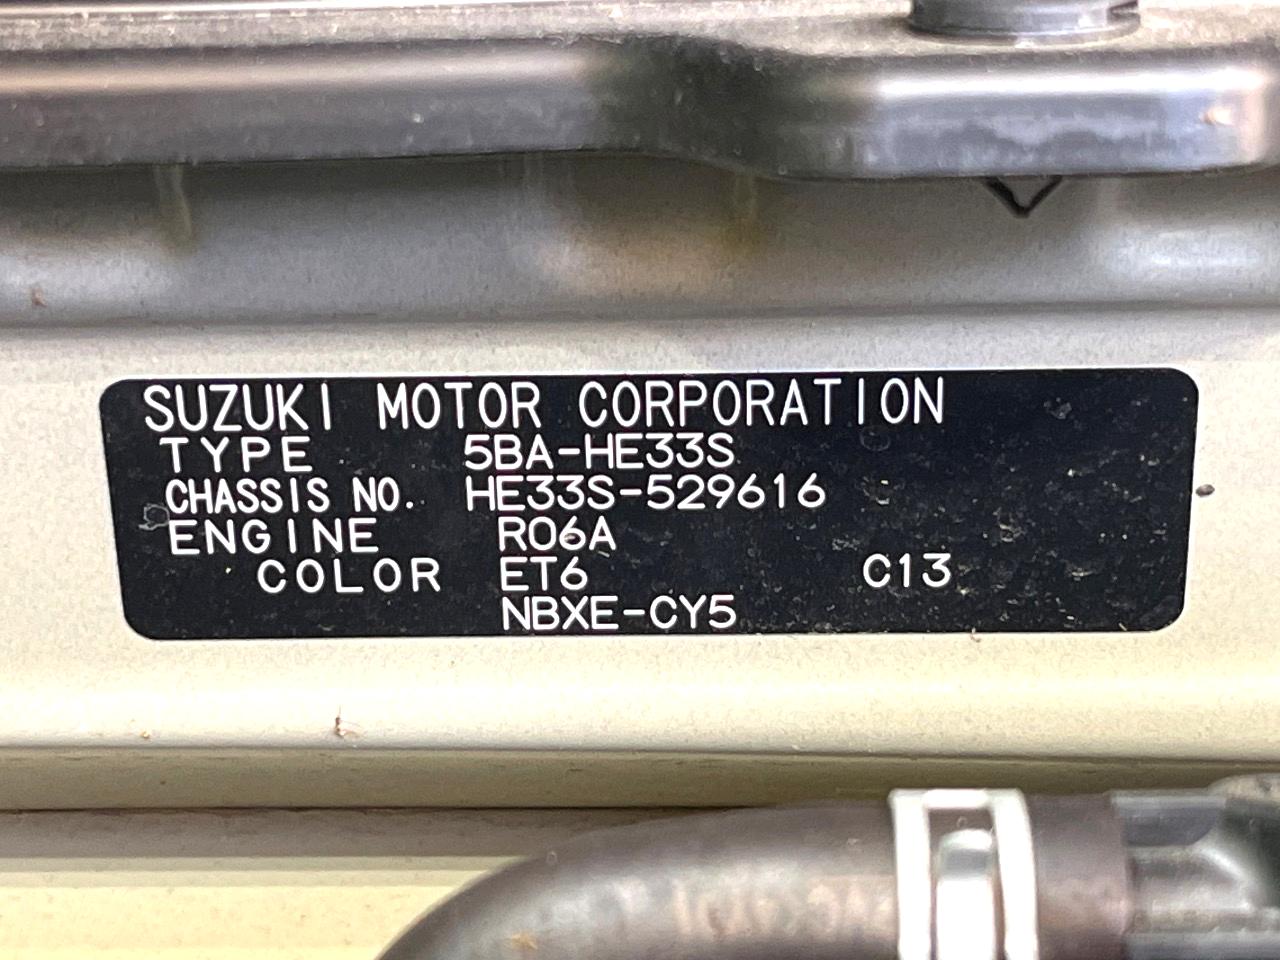 SUZUKI MOTOR CORPORATION
TYPE 5BA-HE33S
CHASSIS NO. HE33S-529616
ENGINE R06A
COLOR ET6 C13
NBXE-CY5